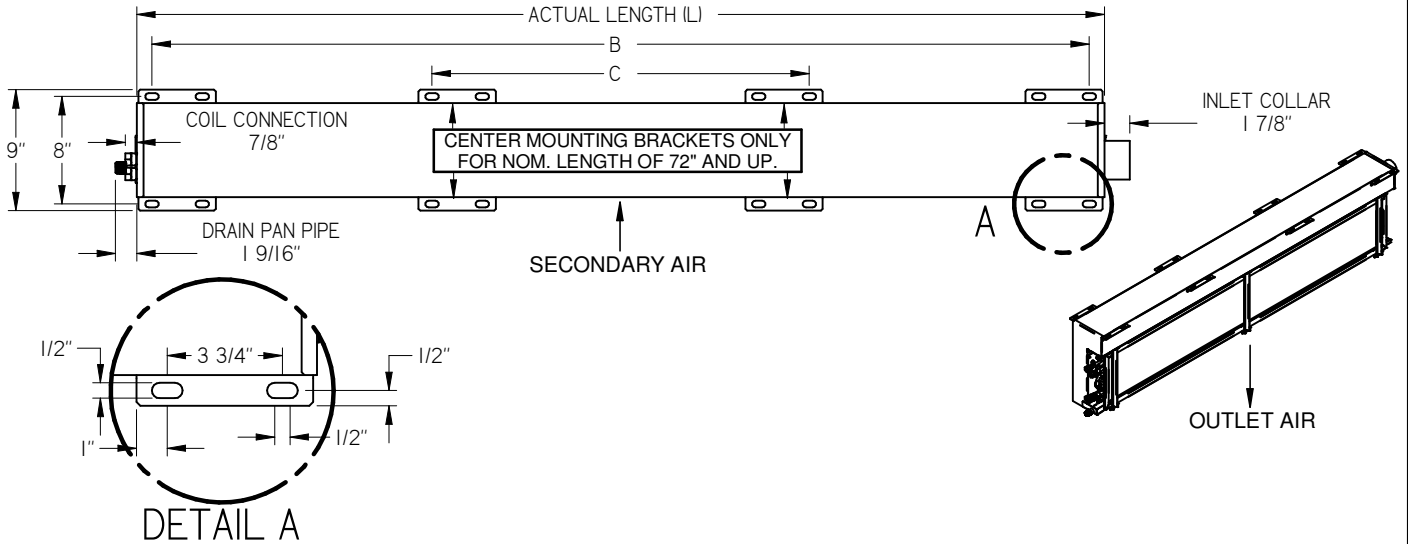 ACTUAL LENGTH (L)
B
C
COIL CONNECTION
7/8"
INLET COLLAR
1 7/8"
9"
8"
CENTER MOUNTING BRACKETS ONLY
FOR NOM. LENGTH OF 72" AND UP.
DRAIN PAN PIPE
1 9/16"
A
SECONDARY AIR
1/2"
3 3/4"
1/2"
1"
1/2"
OUTLET AIR
DETAIL A